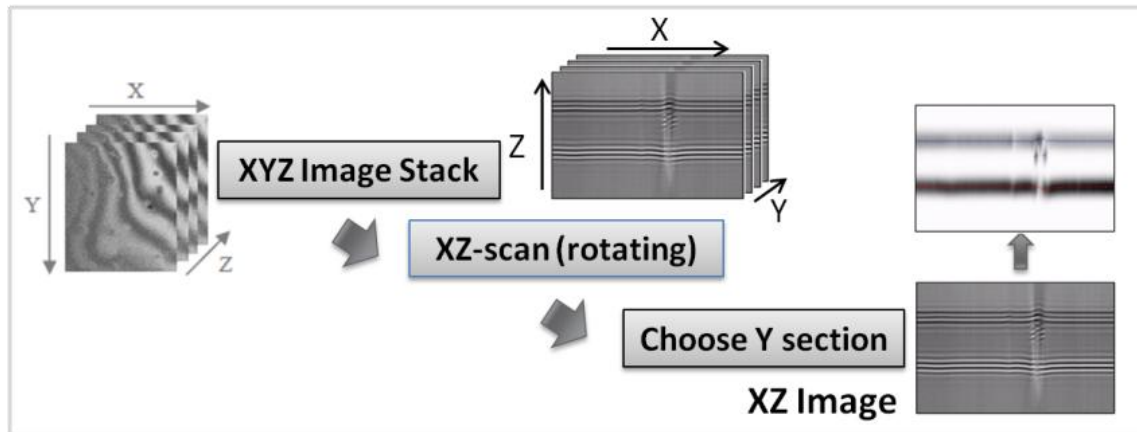 X
Y
Z
XYZ Image Stack
X
Z
Y
XZ-scan (rotating)
Choose Y section
XZ Image